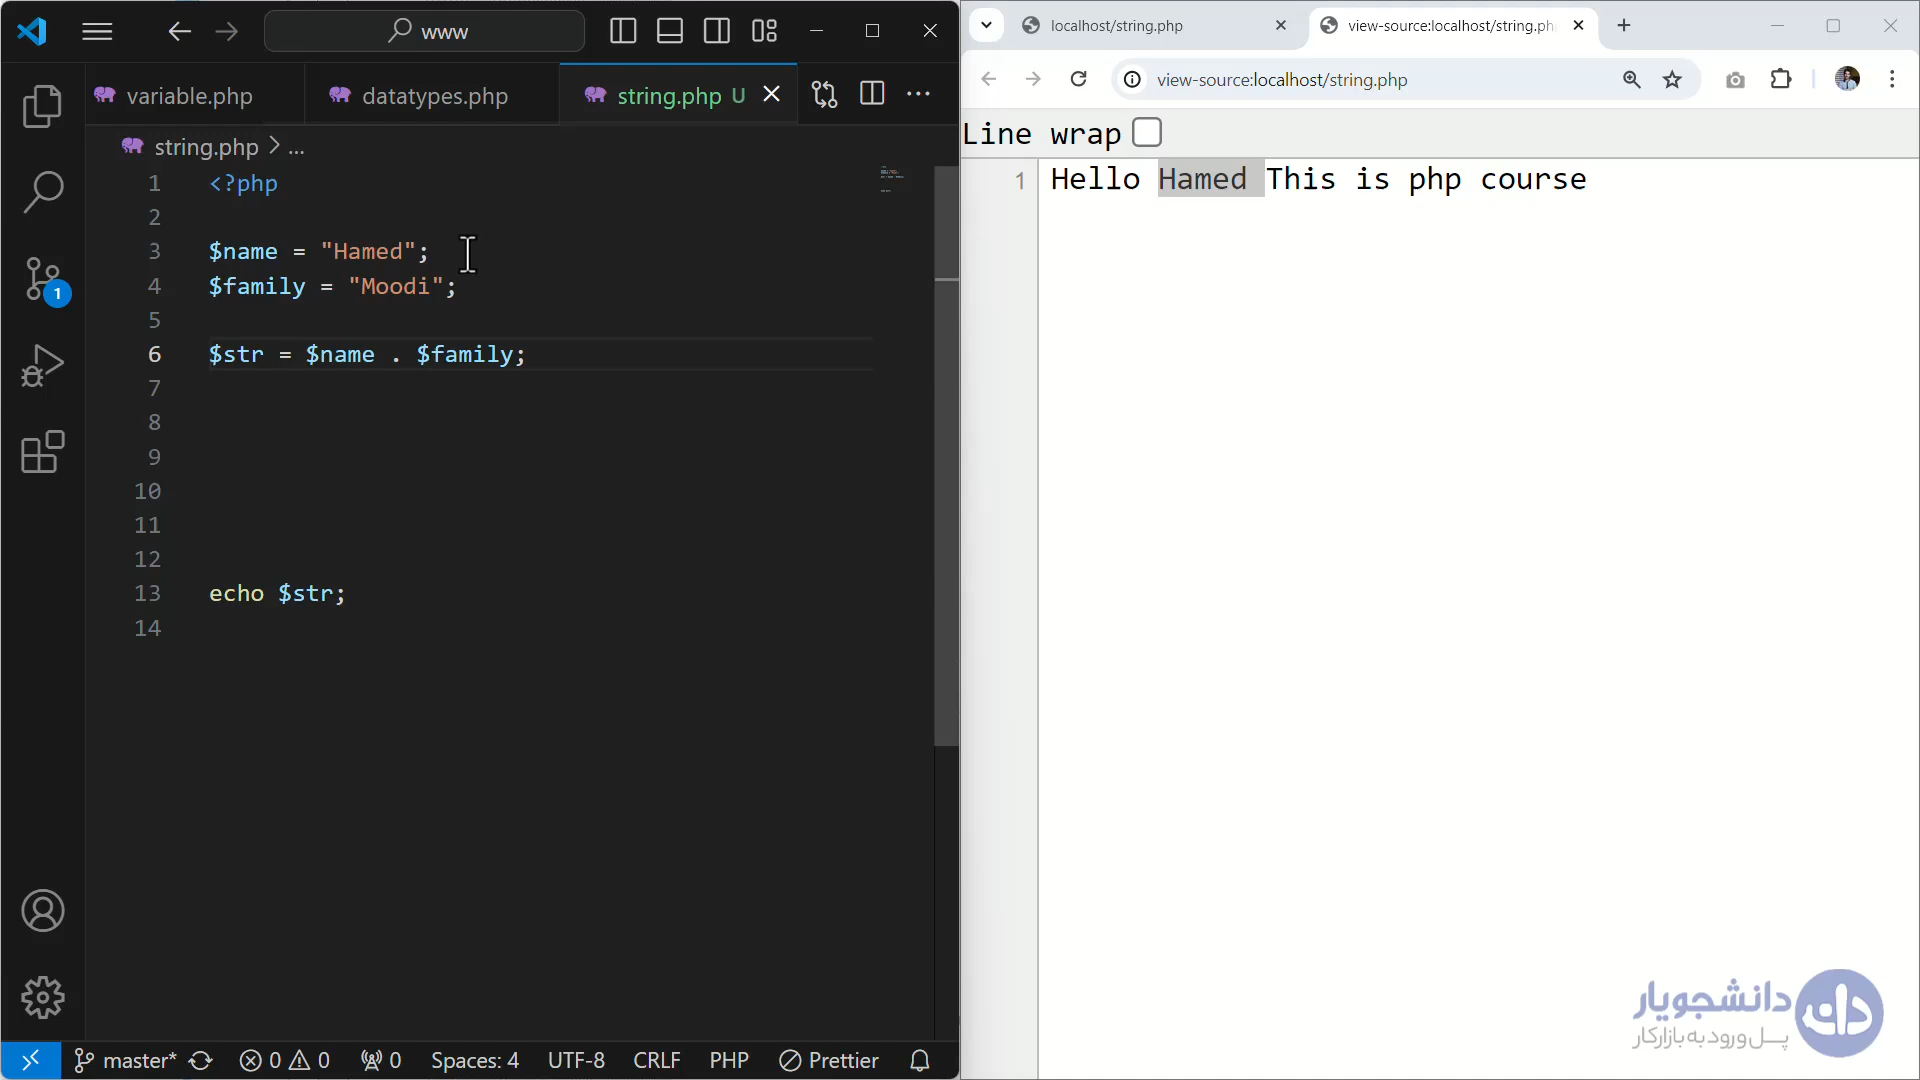 www
variable.php
datatypes.php
string.php U
string.php > ...
1 <?php
2
3 $name = "Hamed";
4 $family = "Moodi";
5
6 $str = $name . $family;
7
8
9
10
11
12
13 echo $str;
14
1
master*
0 0
0
Spaces: 4
UTF-8
CRLF
PHP
Prettier
localhost/string.php
view-source:localhost/string.ph
view-source:localhost/string.php
Line wrap
1 Hello Hamed This is php course
دانشجویار
پل ورود به بازار کار